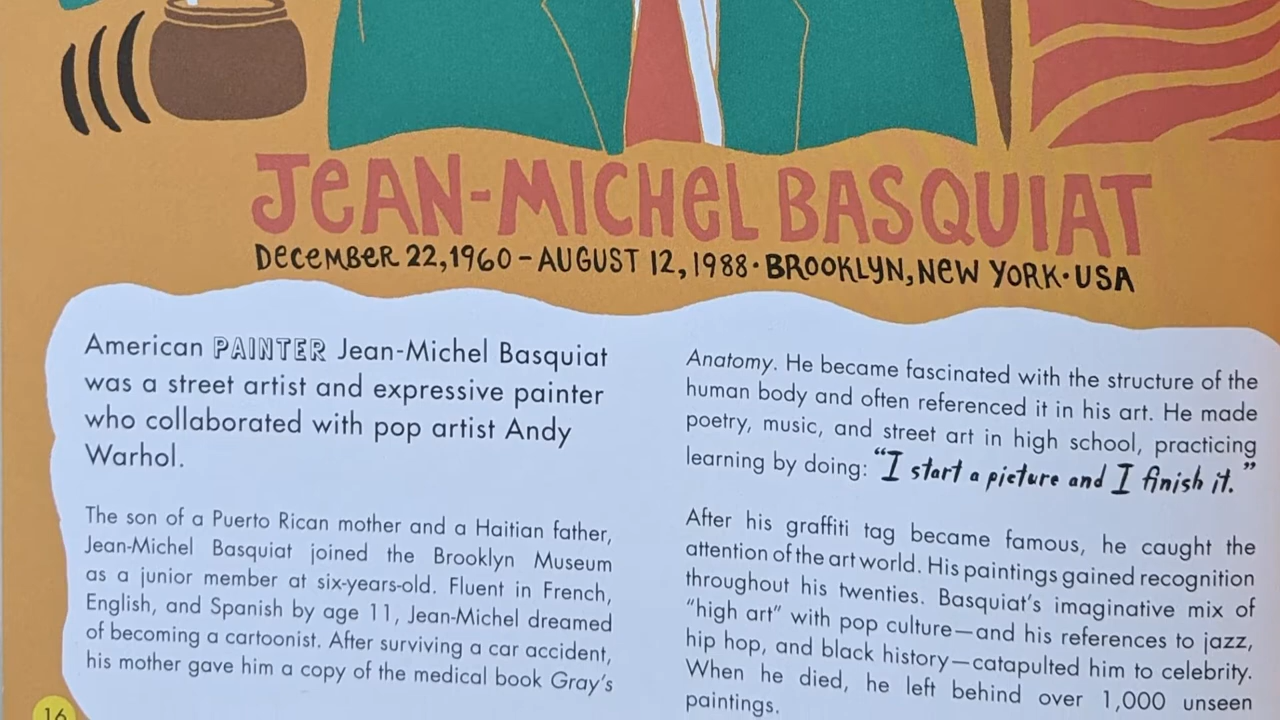 JEAN-MICHEL BASQUIAT
DECEMBER 22, 1960 - AUGUST 12, 1988 · BROOKLYN, NEW YORK · USA
American PAINTER Jean-Michel Basquiat
was a street artist and expressive painter
who collaborated with pop artist Andy
Warhol.
The son of a Puerto Rican mother and a Haitian father,
Jean-Michel Basquiat joined the Brooklyn Museum
as a junior member at six-years-old. Fluent in French,
English, and Spanish by age 11, Jean-Michel dreamed
of becoming a cartoonist. After surviving a car accident,
his mother gave him a copy of the medical book Gray's
Anatomy. He became fascinated with the structure of the
human body and often referenced it in his art. He made
poetry, music, and street art in high school, practicing
learning by doing: "I start a picture and I finish it."
After his graffiti tag became famous, he caught the
attention of the art world. His paintings gained recognition
throughout his twenties. Basquiat's imaginative mix of
"high art" with pop culture—and his references to jazz,
hip hop, and black history—catapulted him to celebrity.
When he died, he left behind over 1,000 unseen
paintings.
16